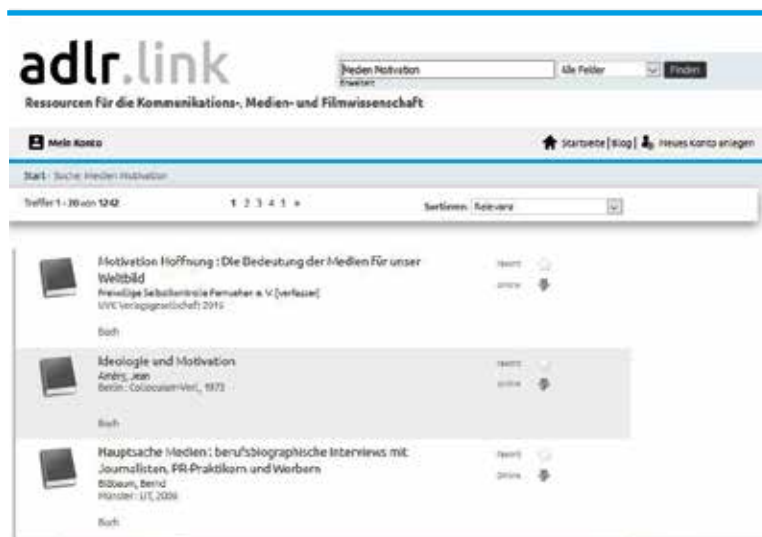 adlr.link
Medien Motivation
Alle Felder
Finden
Erweitert
Ressourcen für die Kommunikations-, Medien- und Filmwissenschaft
Mein Konto
Startseite | Blog | Neues Konto anlegen
Start Suche: Medien Motivation
Treffer 1 - 20 von 1242
1 2 3 4 5 »
Sortieren Relevanz
Motivation Hoffnung : Die Bedeutung der Medien für unser
Weltbild
Freiwillige Selbstkontrolle Fernsehen e. V. [verfasser]
UVK Verlagsgesellschaft 2015
Buch
Ideologie und Motivation
Améry, Jean
Berlin : Colloquium-Verl., 1973
Buch
Hauptsache Medien : berufsbiographische Interviews mit
Journalisten, PR-Praktikern und Werbern
Blöbaum, Bernd
Münster : LIT, 2006
Buch